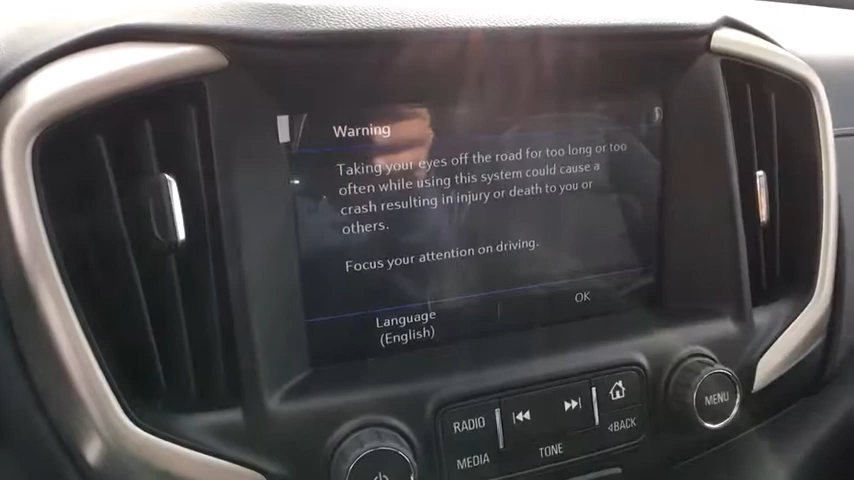 Warning
Taking your eyes off the road for too long or too
often while using this system could cause a
crash resulting in injury or death to you or
others.
Focus your attention on driving.
Language
(English)
OK
RADIO
MEDIA
TONE
BACK
MENU